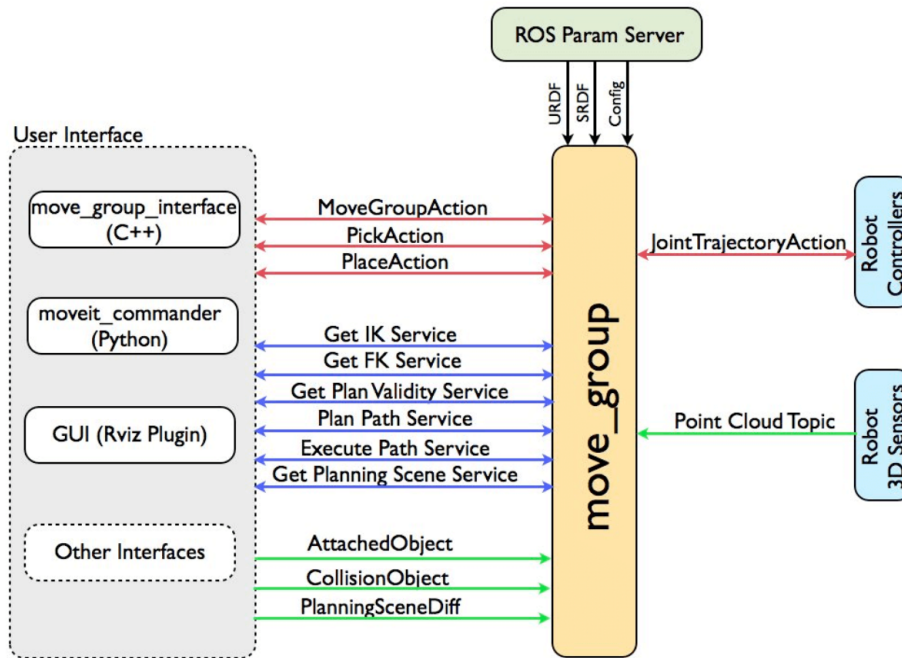 ROS Param Server
URDF
SRDF
Config
User Interface
move_group_interface
(C++)
moveit_commander
(Python)
GUI (Rviz Plugin)
Other Interfaces
MoveGroupAction
PickAction
PlaceAction
Get IK Service
Get FK Service
Get Plan Validity Service
Plan Path Service
Execute Path Service
Get Planning Scene Service
AttachedObject
CollisionObject
PlanningSceneDiff
move_group
JointTrajectoryAction
Point Cloud Topic
Robot
Controllers
Robot
3D Sensors